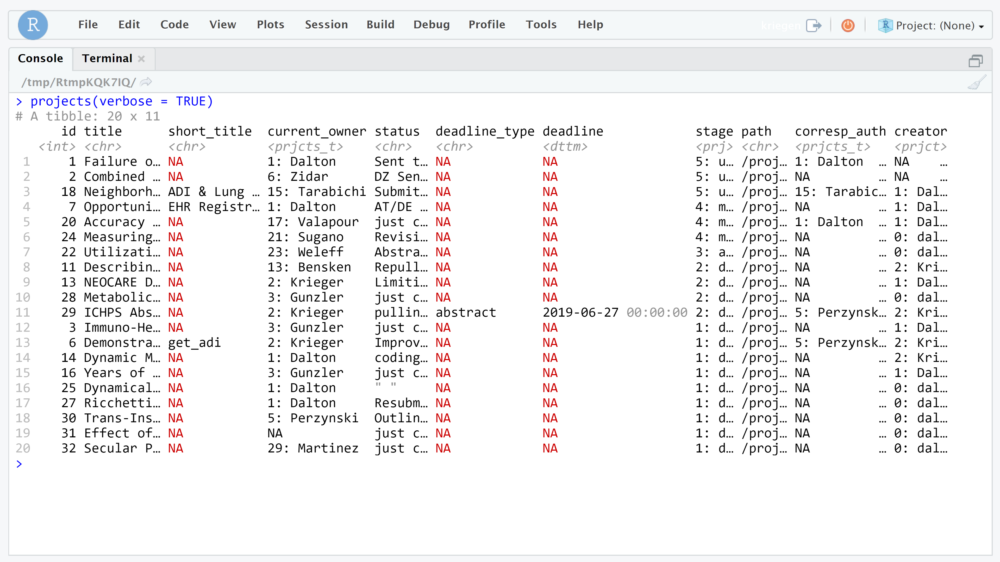 R File Edit Code View Plots Session Build Debug Profile Tools Help kriegen R Project: (None)
Console Terminal
/tmp/RtmpKQK7IQ/
> projects(verbose = TRUE)
# A tibble: 20 x 11
id title short_title current_owner status deadline_type deadline stage path corresp_auth creator
<int> <chr> <chr> <prjcts_t> <chr> <chr> <dttm> <prj> <chr> <prjcts_t> <prjct>
1 1 Failure o… NA 1: Dalton Sent t… NA NA 5: u… /proj… 1: Dalton … NA …
2 2 Combined … NA 6: Zidar DZ Sen… NA NA 5: u… /proj… NA … NA …
3 18 Neighborh… ADI & Lung … 15: Tarabichi Submit… NA NA 5: u… /proj… 15: Tarabic… 1: Dal…
4 7 Opportuni… EHR Registr… 1: Dalton AT/DE … NA NA 4: m… /proj… NA … 1: Dal…
5 20 Accuracy … NA 17: Valapour just c… NA NA 4: m… /proj… 1: Dalton … 1: Dal…
6 24 Measuring… NA 21: Sugano Revisi… NA NA 4: m… /proj… NA … 0: dal…
7 22 Utilizati… NA 23: Weleff Abstra… NA NA 3: a… /proj… NA … 0: dal…
8 11 Describin… NA 13: Bensken Repull… NA NA 2: d… /proj… NA … 2: Kri…
9 13 NEOCARE D… NA 2: Krieger Limiti… NA NA 2: d… /proj… NA … 1: Dal…
10 28 Metabolic… NA 3: Gunzler just c… NA NA 2: d… /proj… NA … 0: dal…
11 29 ICHPS Abs… NA 2: Krieger pullin… abstract 2019-06-27 00:00:00 2: d… /proj… 5: Perzynsk… 2: Kri…
12 3 Immuno-He… NA 3: Gunzler just c… NA NA 1: d… /proj… NA … 1: Dal…
13 6 Demonstra… get_adi 2: Krieger Improv… NA NA 1: d… /proj… 5: Perzynsk… 2: Kri…
14 14 Dynamic M… NA 1: Dalton coding… NA NA 1: d… /proj… NA … 2: Kri…
15 16 Years of … NA 3: Gunzler just c… NA NA 1: d… /proj… NA … 1: Dal…
16 25 Dynamical… NA 1: Dalton " " NA NA 1: d… /proj… NA … 0: dal…
17 27 Ricchetti… NA 1: Dalton Resubm… NA NA 1: d… /proj… NA … 0: dal…
18 30 Trans-Ins… NA 5: Perzynski Outlin… NA NA 1: d… /proj… NA … 0: dal…
19 31 Effect of… NA NA just c… NA NA 1: d… /proj… NA … 0: dal…
20 32 Secular P… NA 29: Martinez just c… NA NA 1: d… /proj… NA … 0: dal…
>